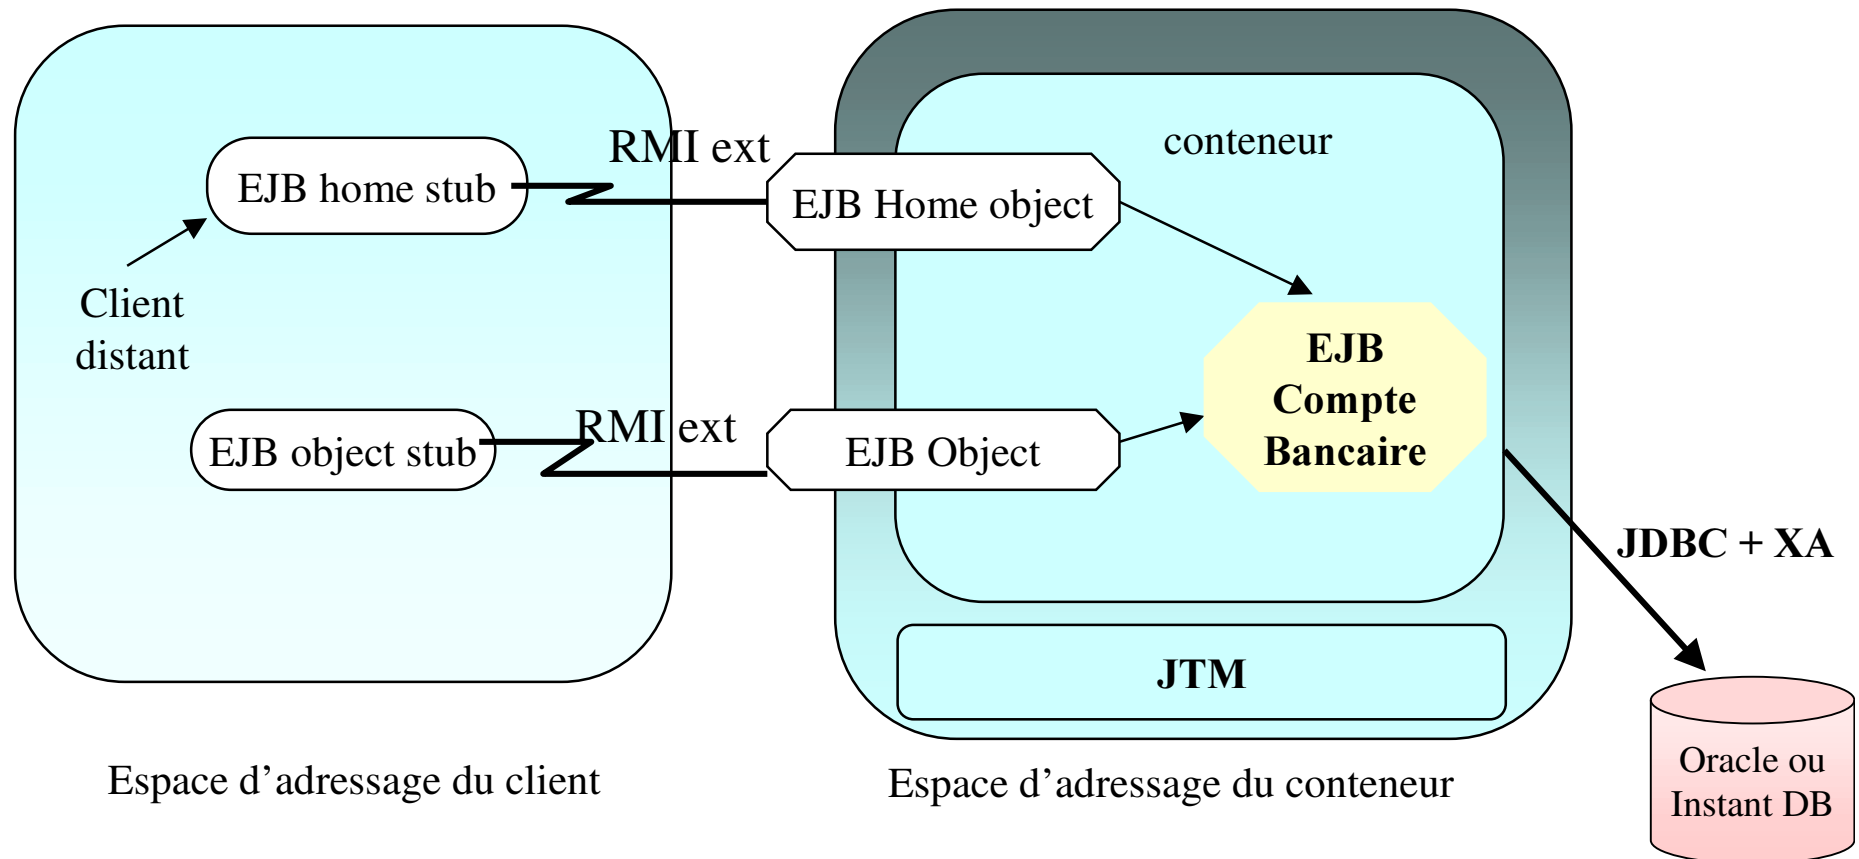 RMI ext
conteneur
EJB home stub
EJB Home object
Client
distant
EJB
Compte
Bancaire
RMI ext
EJB object stub
EJB Object
JDBC + XA
JTM
Espace d’adressage du client
Espace d’adressage du conteneur
Oracle ou
Instant DB